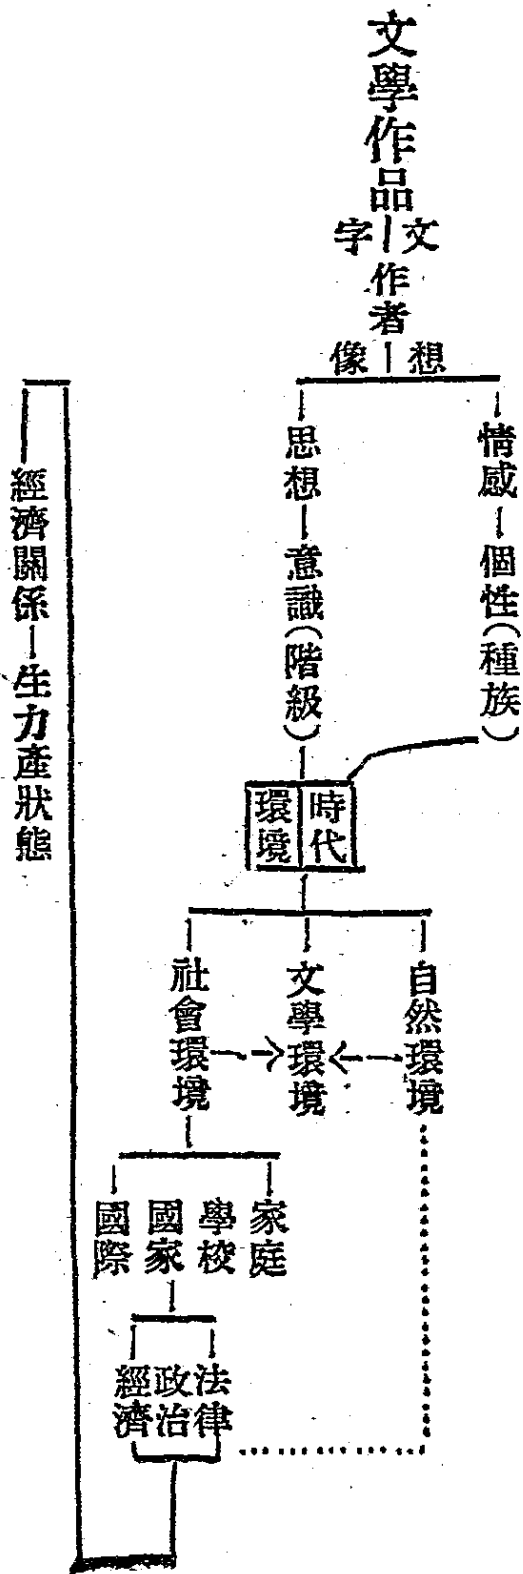 文學作品
文字
作者
想像
情感
個性(種族)
思想
意識(階級)
時代
環境
自然環境
文學環境
社會環境
家庭
學校
國家
國際
法律
政治
經濟
經濟關係
生力產狀態